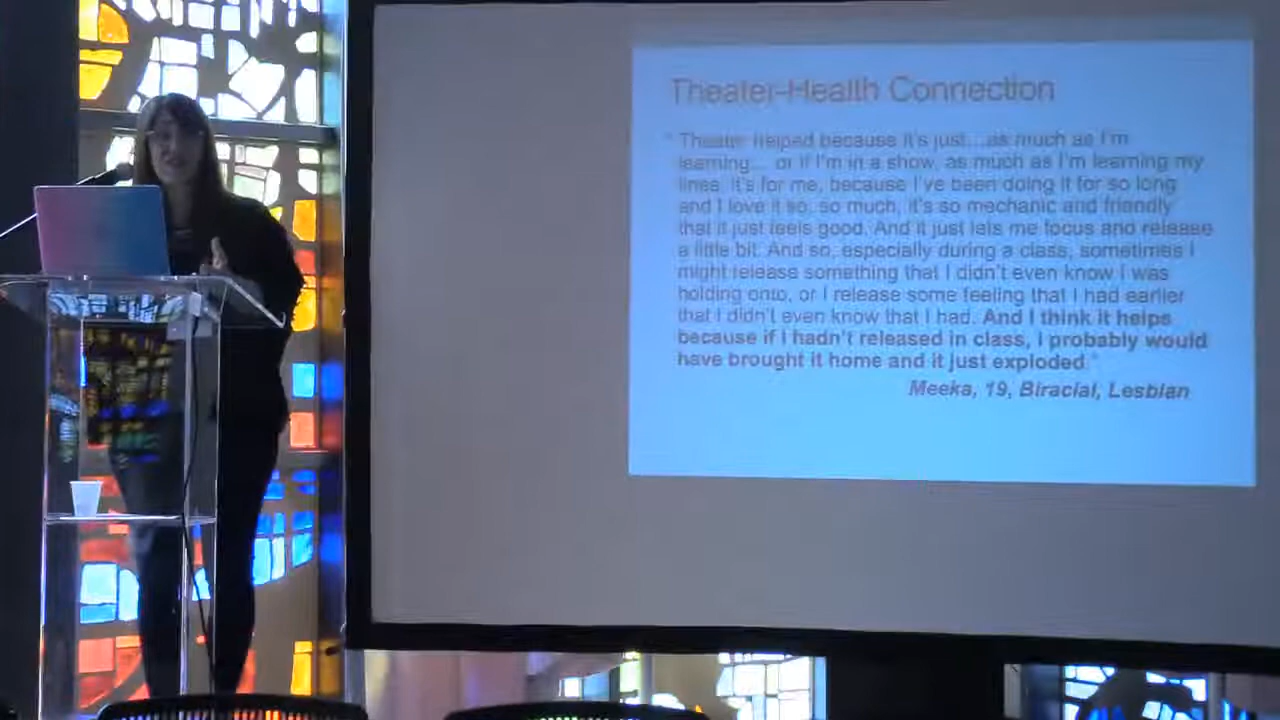 Theater-Health Connection
"Theater helped because it's just...as much as I'm
learning... or if I'm in a show, as much as I'm learning my
lines, it's for me, because I've been doing it for so long
and I love it so, so much, it's so mechanic and friendly
that it just feels good. And it just lets me focus and release
a little bit. And so, especially during a class, sometimes I
might release something that I didn't even know I was
holding onto, or I release some feeling that I had earlier
that I didn't even know that I had. And I think it helps
because if I hadn't released in class, I probably would
have brought it home and it just exploded."
Meeka, 19, Biracial, Lesbian